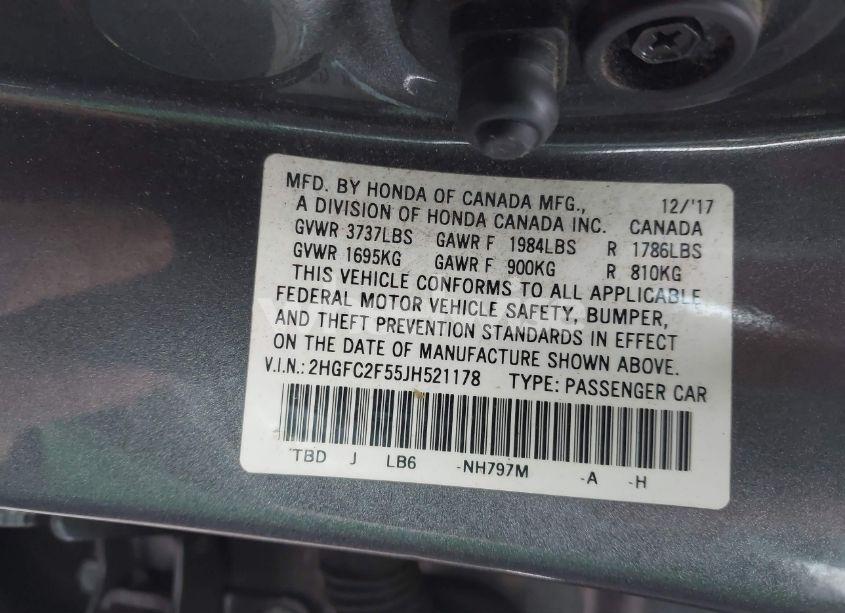 MFD. BY HONDA OF CANADA MFG., 12/'17
A DIVISION OF HONDA CANADA INC. CANADA
GVWR 3737LBS GAWR F 1984LBS R 1786LBS
GVWR 1695KG GAWR F 900KG R 810KG
THIS VEHICLE CONFORMS TO ALL APPLICABLE
FEDERAL MOTOR VEHICLE SAFETY, BUMPER,
AND THEFT PREVENTION STANDARDS IN EFFECT
ON THE DATE OF MANUFACTURE SHOWN ABOVE.
V.I.N.: 2HGFC2F55JH521178 TYPE: PASSENGER CAR
TBD J LB6 -NH797M -A -H